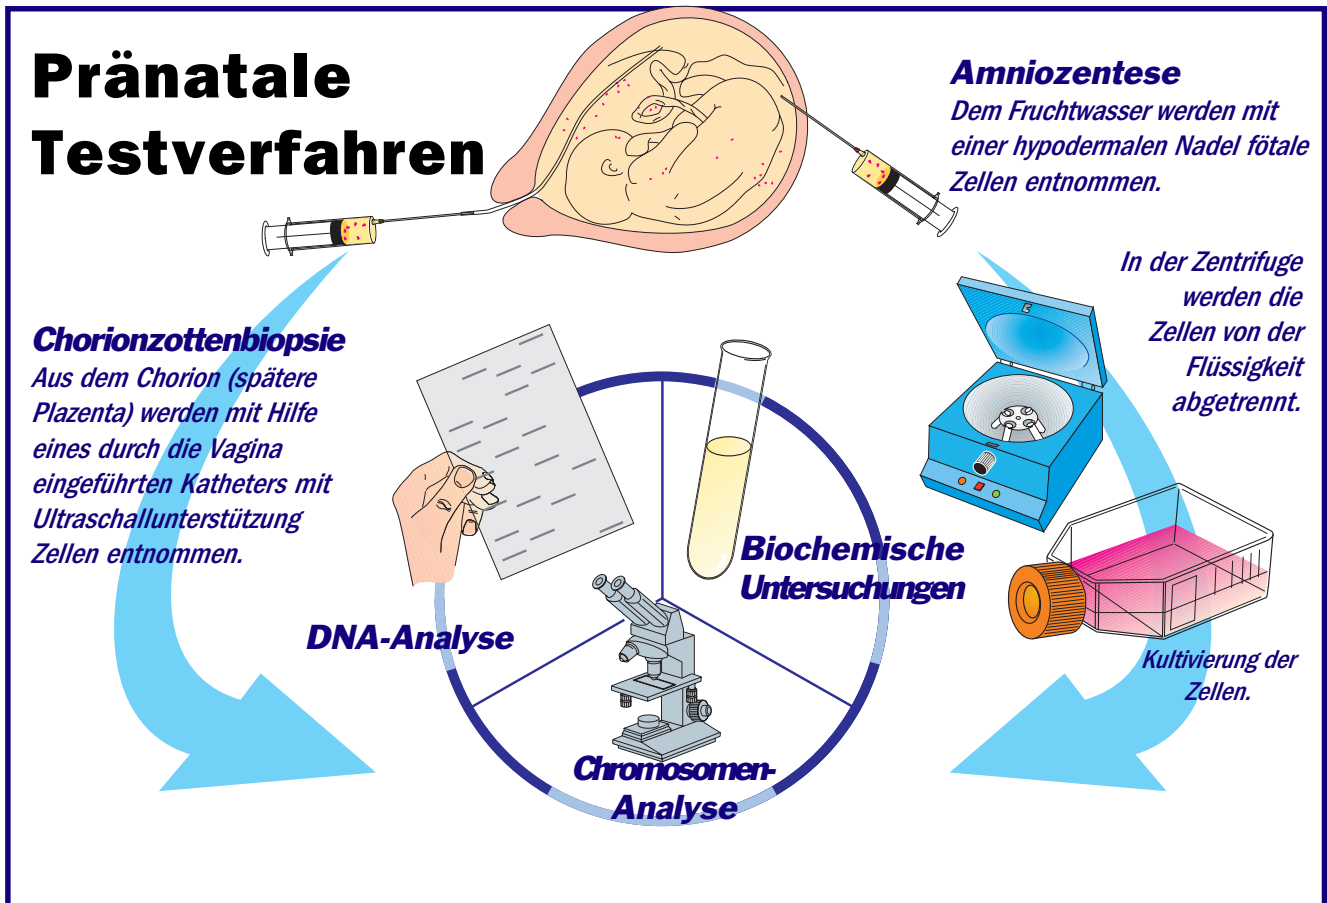 Pränatale
Testverfahren
Amniozentese
Dem Fruchtwasser werden mit
einer hypodermalen Nadel fötale
Zellen entnommen.
In der Zentrifuge
werden die
Zellen von der
Flüssigkeit
abgetrennt.
Chorionzottenbiopsie
Aus dem Chorion (spätere
Plazenta) werden mit Hilfe
eines durch die Vagina
eingeführten Katheters mit
Ultraschallunterstützung
Zellen entnommen.
Biochemische
Untersuchungen
DNA-Analyse
Kultivierung der
Zellen.
Chromosomen-
Analyse